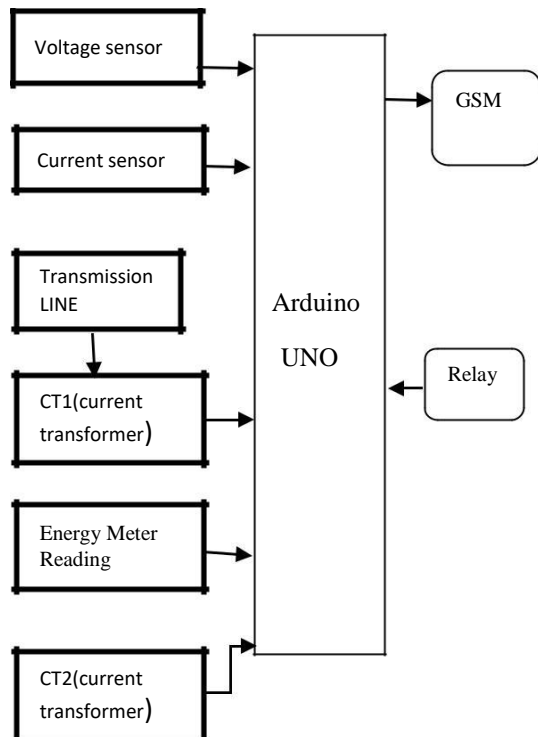 Voltage sensor
GSM
Current sensor
Transmission
LINE
Arduino
UNO
Relay
CT1(current
transformer)
Energy Meter
Reading
CT2(current
transformer)